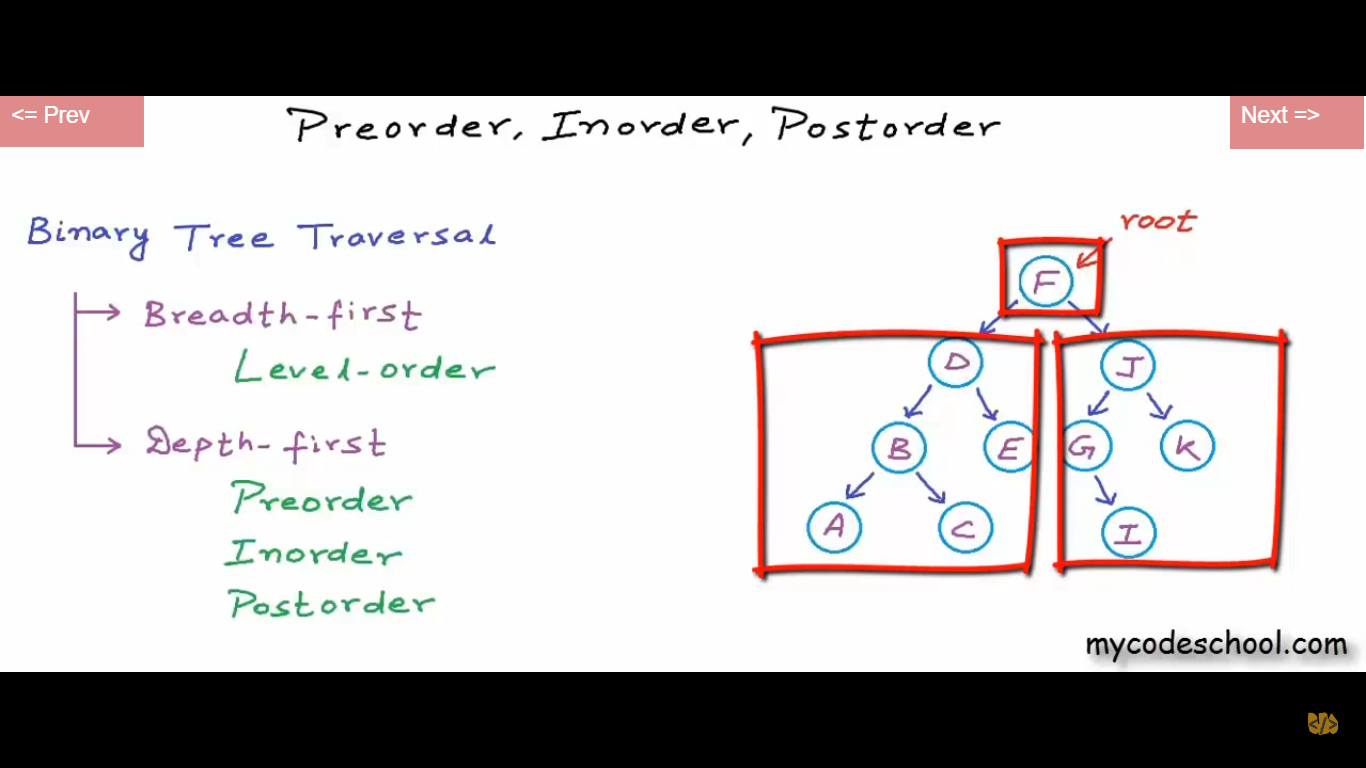 <= Prev
Preorder, Inorder, Postorder
Next =>
Binary Tree Traversal
Breadth-first
Level-order
Depth-first
Preorder
Inorder
Postorder
root
F
D
J
B
E
G
K
A
C
I
mycodeschool.com